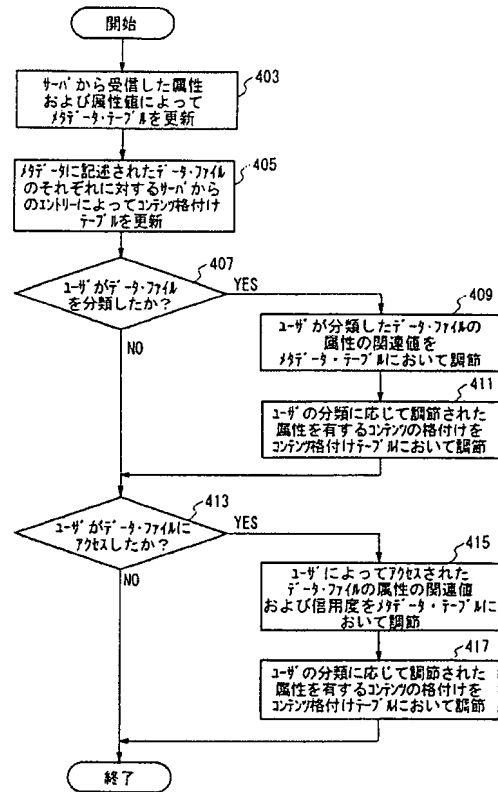 開始
403
サーバから受信した属性
および属性値によって
メタデータ・テーブルを更新
405
メタデータに記述されたデータ・ファイル
のそれぞれに対するサーバから
のエントリーによってコンテンツ格付け
テーブルを更新
407
ユーザがデータ・ファイル
を分類したか?
YES
NO
409
ユーザが分類したデータ・ファイルの
属性の関連値を
メタデータ・テーブルにおいて調節
411
ユーザの分類に応じて調節された
属性を有するコンテンツの格付けを
コンテンツ格付けテーブルにおいて調節
413
ユーザがデータ・ファイルに
アクセスしたか?
YES
NO
415
ユーザによってアクセスされた
データ・ファイルの属性の関連値
および信用度をメタデータ・テーブルに
おいて調節
417
ユーザの分類に応じて調節された
属性を有するコンテンツの格付けを
コンテンツ格付けテーブルにおいて調節
終了